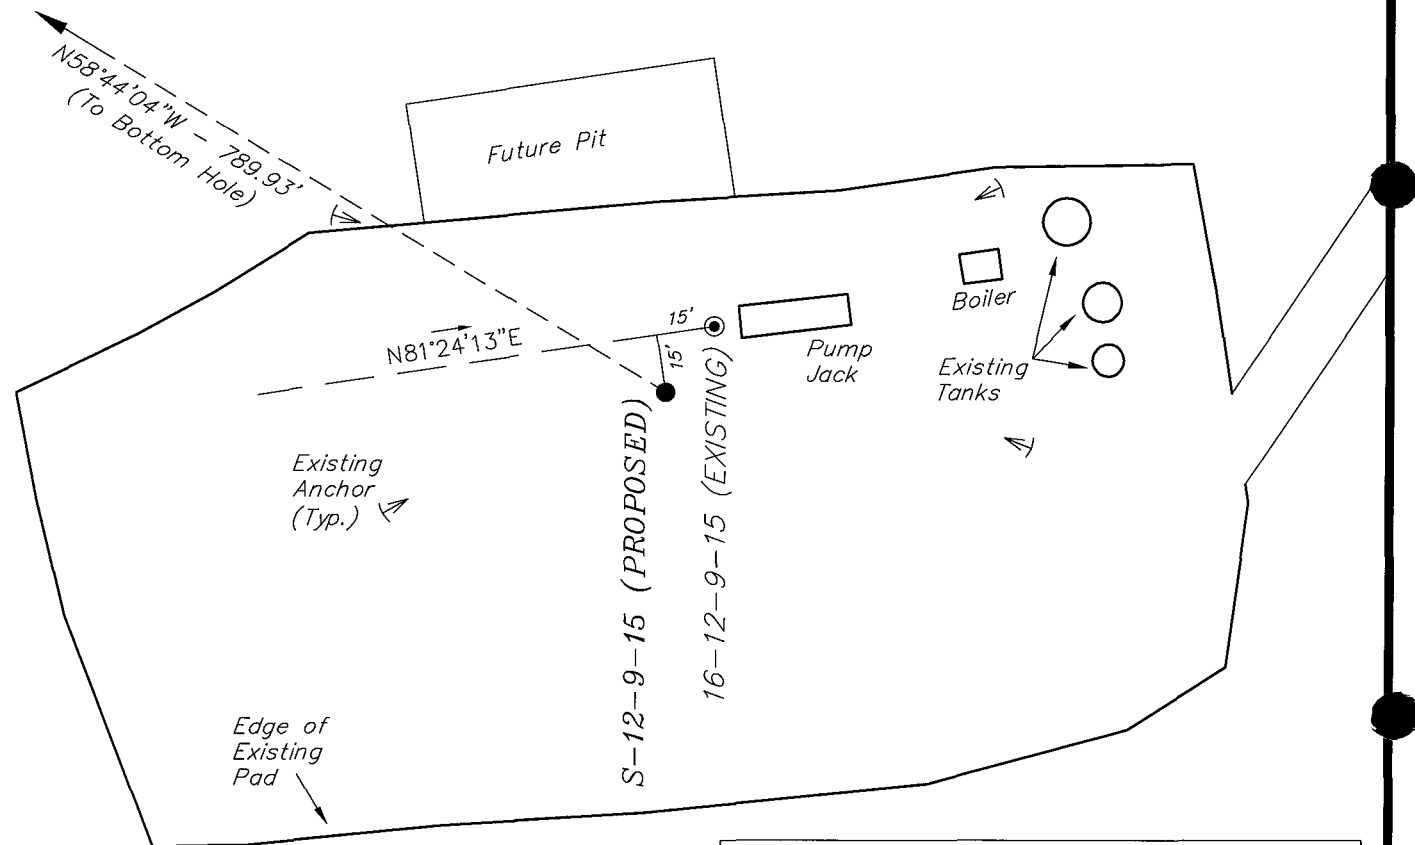 N58°44'04"W - 789.93'
(To Bottom Hole)
Future Pit
Boiler
15'
N81°24'13"E
15'
Pump
Jack
Existing
Tanks
Existing
Anchor
(Typ.)
S-12-9-15 (PROPOSED)
16-12-9-15 (EXISTING)
Edge of
Existing
Pad